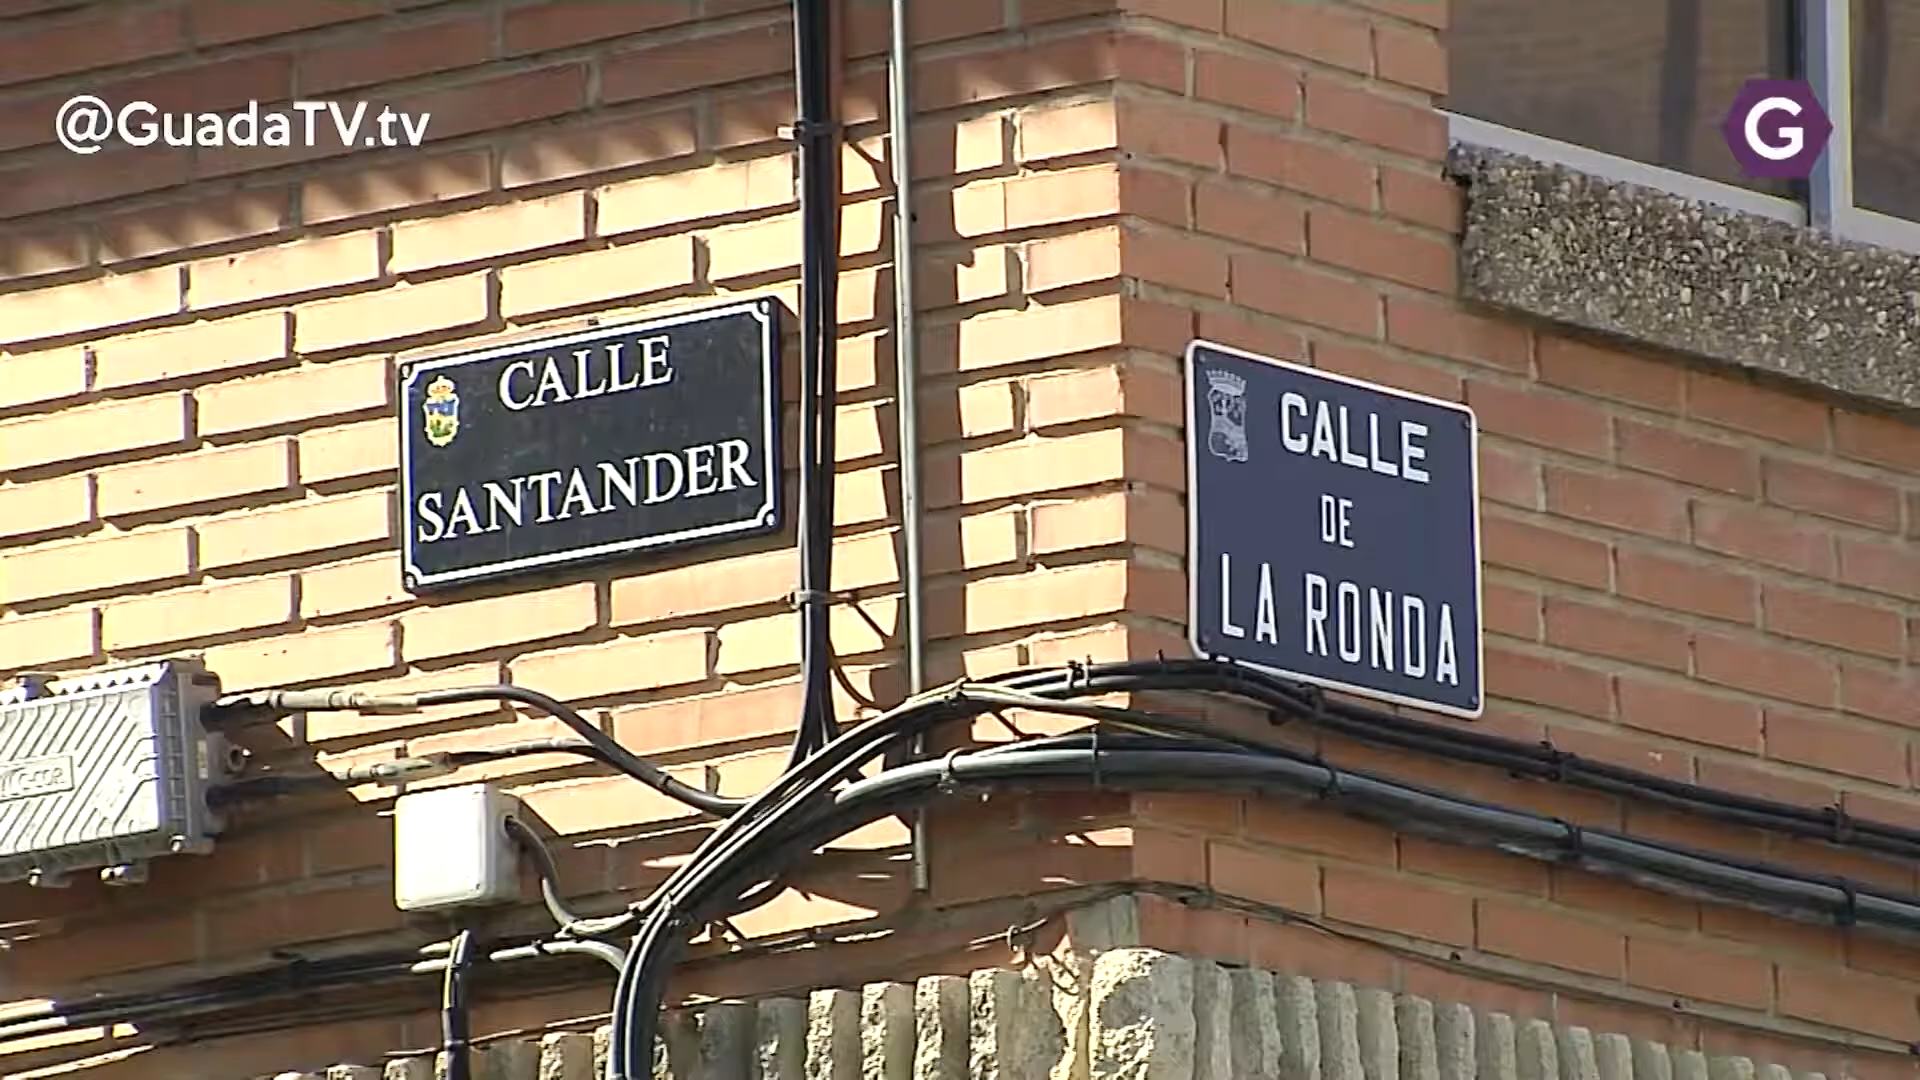 @GuadaTV.tv
G
CALLE
SANTANDER
CALLE
DE
LA RONDA